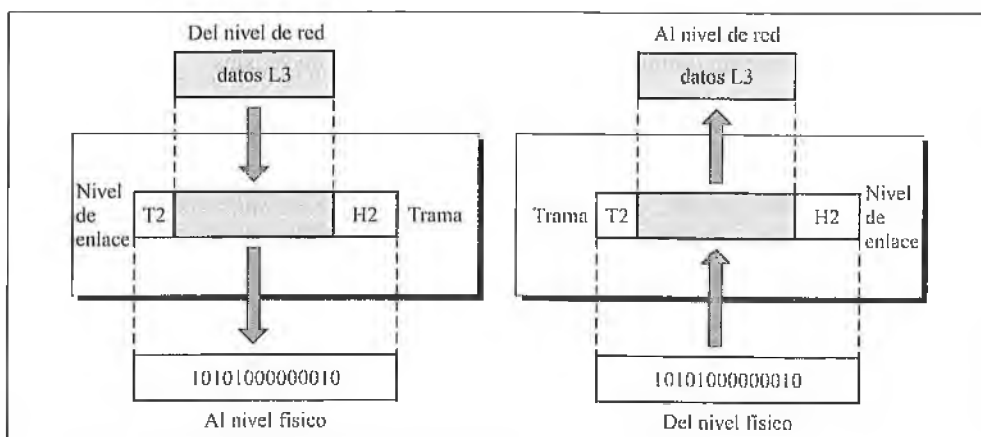 Del nivel de red
datos L3
Nivel
de
enlace
T2
H2
Trama
10101000000010
Al nivel físico
Al nivel de red
datos L3
Trama
T2
H2
Nivel
de
enlace
10101000000010
Del nivel físico